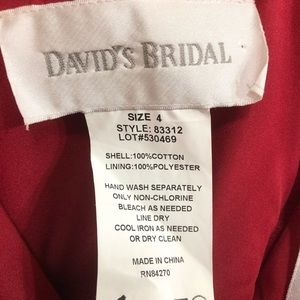 DAVID'S BRIDAL
SIZE 4
STYLE: 83312
LOT#530469
SHELL:100%COTTON
LINING:100%POLYESTER
HAND WASH SEPARATELY
ONLY NON-CHLORINE
BLEACH AS NEEDED
LINE DRY
COOL IRON AS NEEDED
OR DRY CLEAN
MADE IN CHINA
RN84270